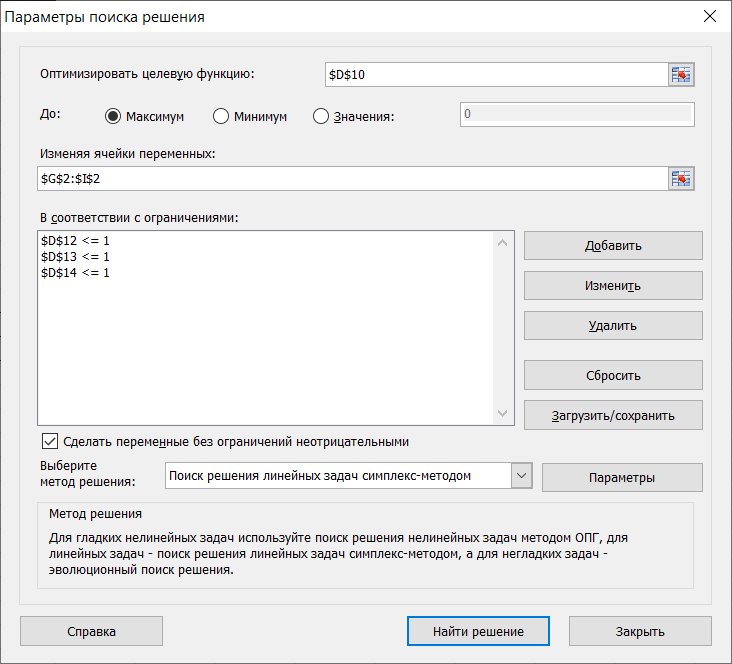 Параметры поиска решения
Оптимизировать целевую функцию:
$D$10
До:
Максимум
Минимум
Значения:
0
Изменяя ячейки переменных:
$G$2:$I$2
В соответствии с ограничениями:
$D$12 <= 1
$D$13 <= 1
$D$14 <= 1
Добавить
Изменить
Удалить
Сбросить
Загрузить/сохранить
Сделать переменные без ограничений неотрицательными
Выберите
метод решения:
Поиск решения линейных задач симплекс-методом
Параметры
Метод решения
Для гладких нелинейных задач используйте поиск решения нелинейных задач методом ОПГ, для
линейных задач - поиск решения линейных задач симплекс-методом, а для негладких задач -
эволюционный поиск решения.
Справка
Найти решение
Закрыть